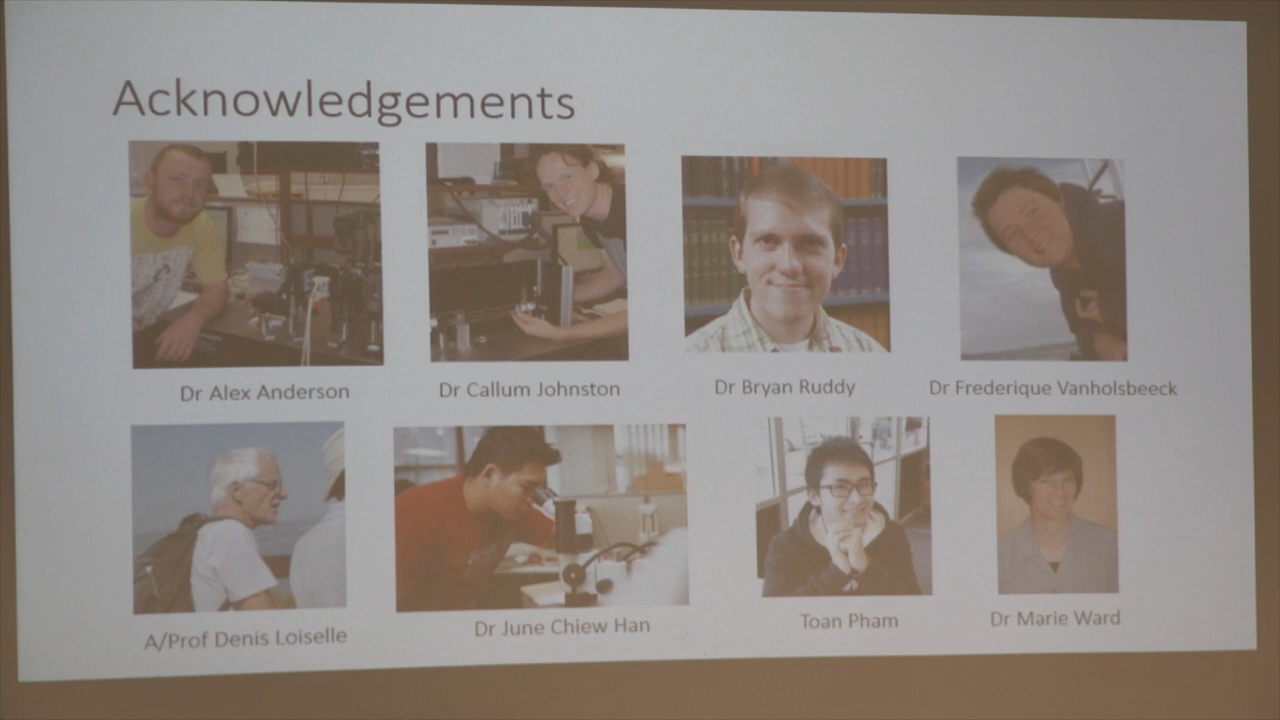 Acknowledgements
Dr Alex Anderson
Dr Callum Johnston
Dr Bryan Ruddy
Dr Frederique Vanholsbeeck
A/Prof Denis Loiselle
Dr June Chiew Han
Toan Pham
Dr Marie Ward